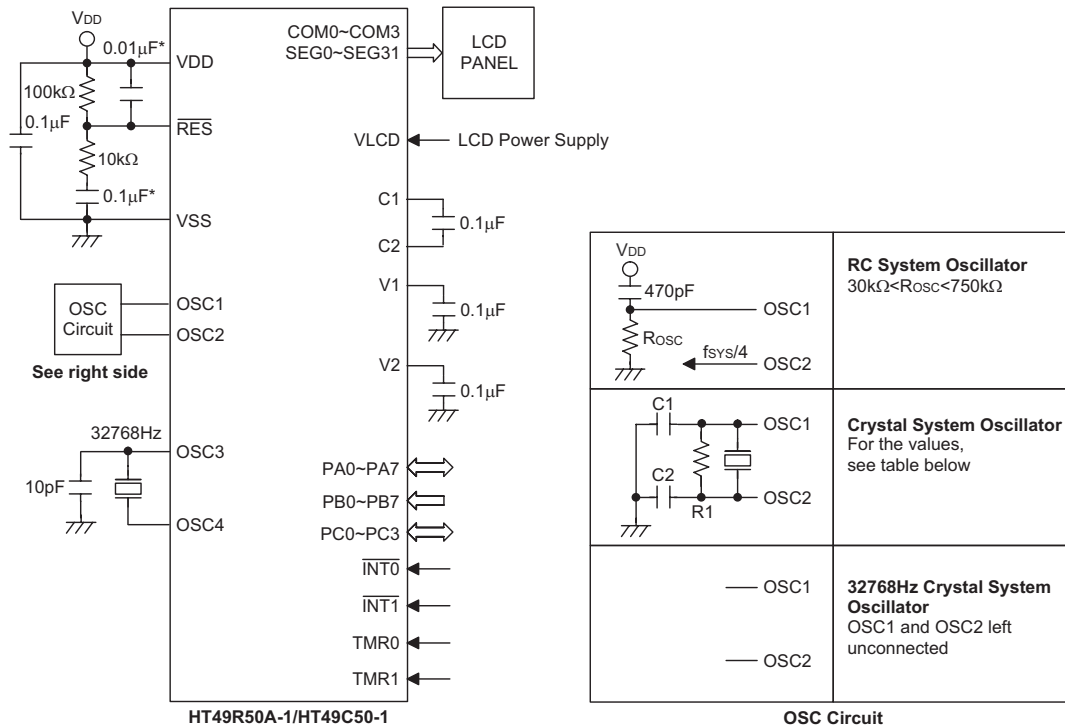 VDD
0.01μF*
VDD
100kΩ
0.1μF
RES
10kΩ
0.1μF*
VSS
OSC
Circuit
OSC1
OSC2
See right side
32768Hz
OSC3
10pF
OSC4
COM0~COM3
SEG0~SEG31
LCD
PANEL
VLCD
LCD Power Supply
C1
0.1μF
C2
V1
0.1μF
V2
0.1μF
PA0~PA7
PB0~PB7
PC0~PC3
INT0
INT1
TMR0
TMR1
HT49R50A-1/HT49C50-1
VDD
470pF
OSC1
ROSC
fSYS/4
OSC2
RC System Oscillator
30kΩ<ROSC<750kΩ
C1
OSC1
C2
OSC2
R1
Crystal System Oscillator
For the values,
see table below
OSC1
OSC2
32768Hz Crystal System
Oscillator
OSC1 and OSC2 left
unconnected
OSC Circuit